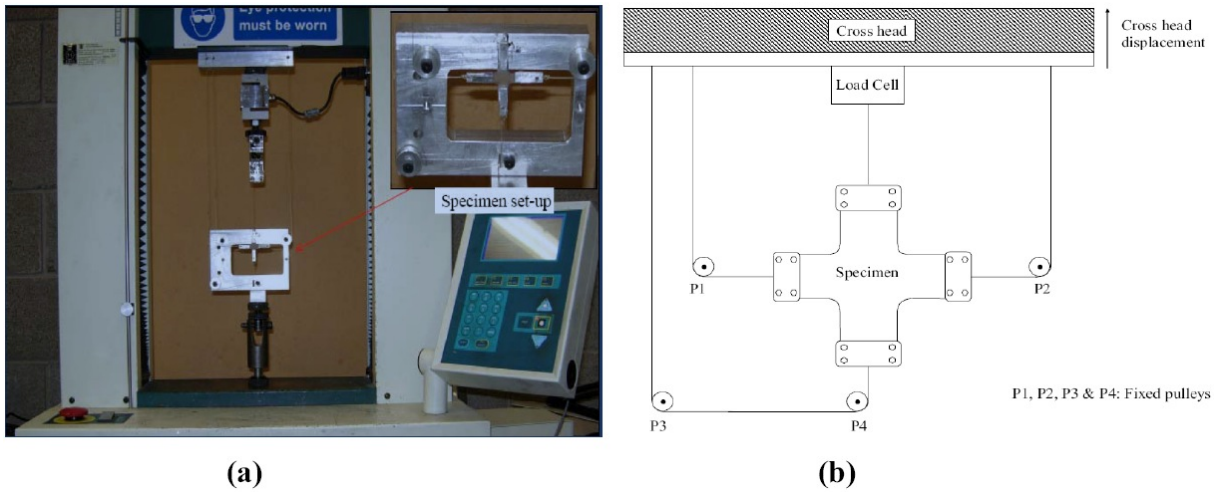 Eye protection
must be worn
Specimen set-up
(a)
Cross head
Cross head
displacement
Load Cell
Specimen
P1
P2
P1, P2, P3 & P4: Fixed pulleys
P3
P4
(b)